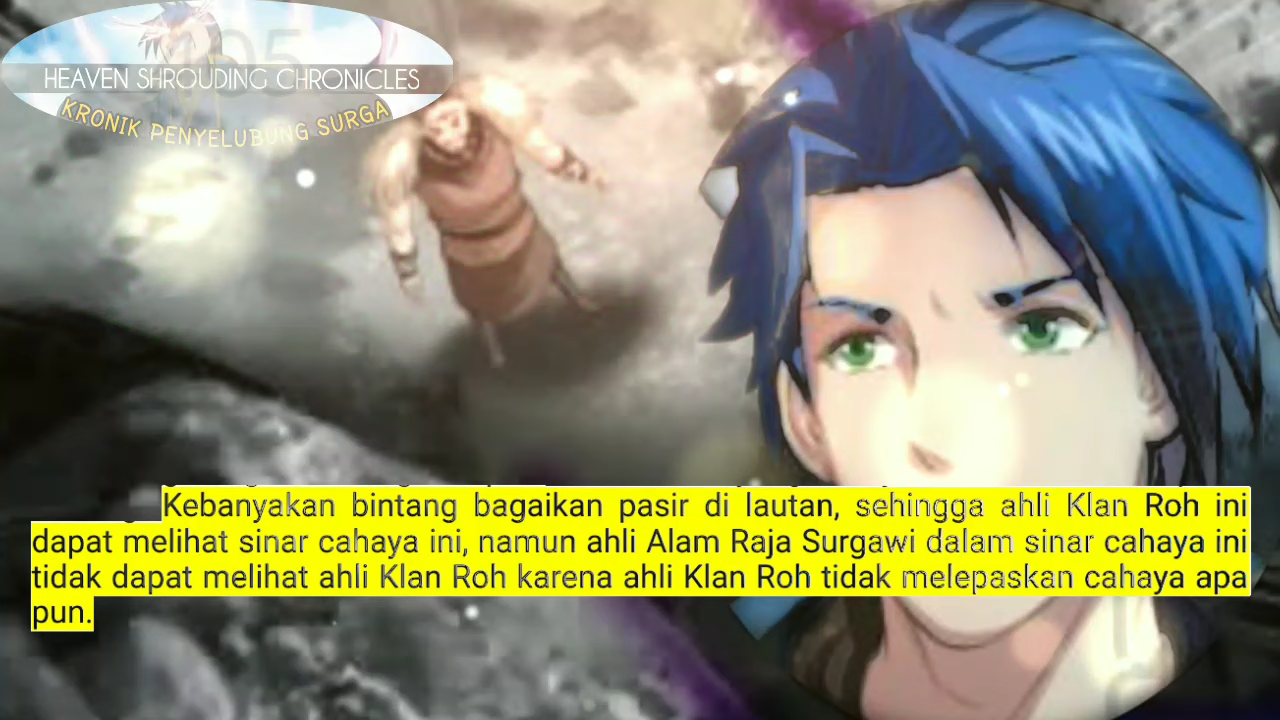 05
HEAVEN SHROUDING CHRONICLES
KRONIK PENYELUBUNG SURGA
Kebanyakan bintang bagaikan pasir di lautan, sehingga ahli Klan Roh ini
dapat melihat sinar cahaya ini, namun ahli Alam Raja Surgawi dalam sinar cahaya ini
tidak dapat melihat ahli Klan Roh karena ahli Klan Roh tidak melepaskan cahaya apa
pun.